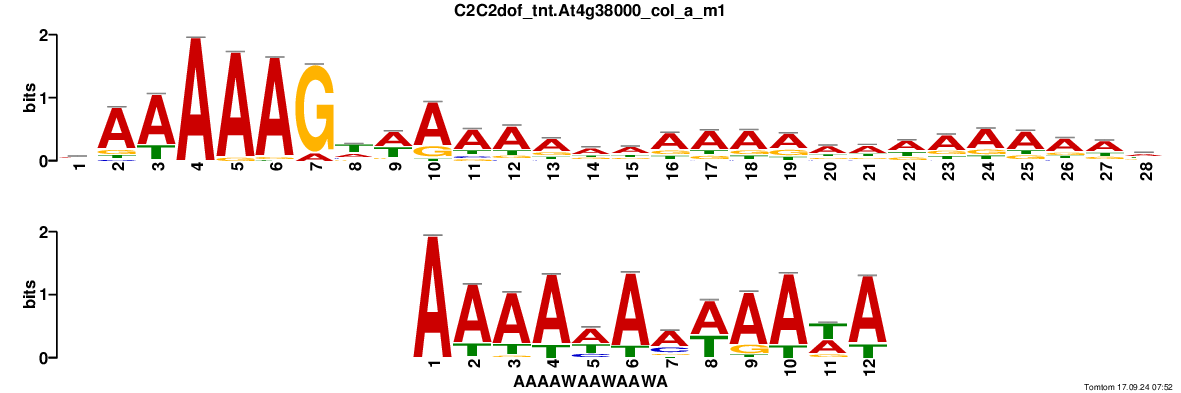 C2C2dof_tnt.At4g38000_col_a_m1
2
1
0
bits
1 2 3 4 5 6 7 8 9 10 11 12 13 14 15 16 17 18 19 20 21 22 23 24 25 26 27 28
2
1
0
bits
1 2 3 4 5 6 7 8 9 10 11 12
AAAAWAAWAAWA
Tomtom 17.09.24 07:52